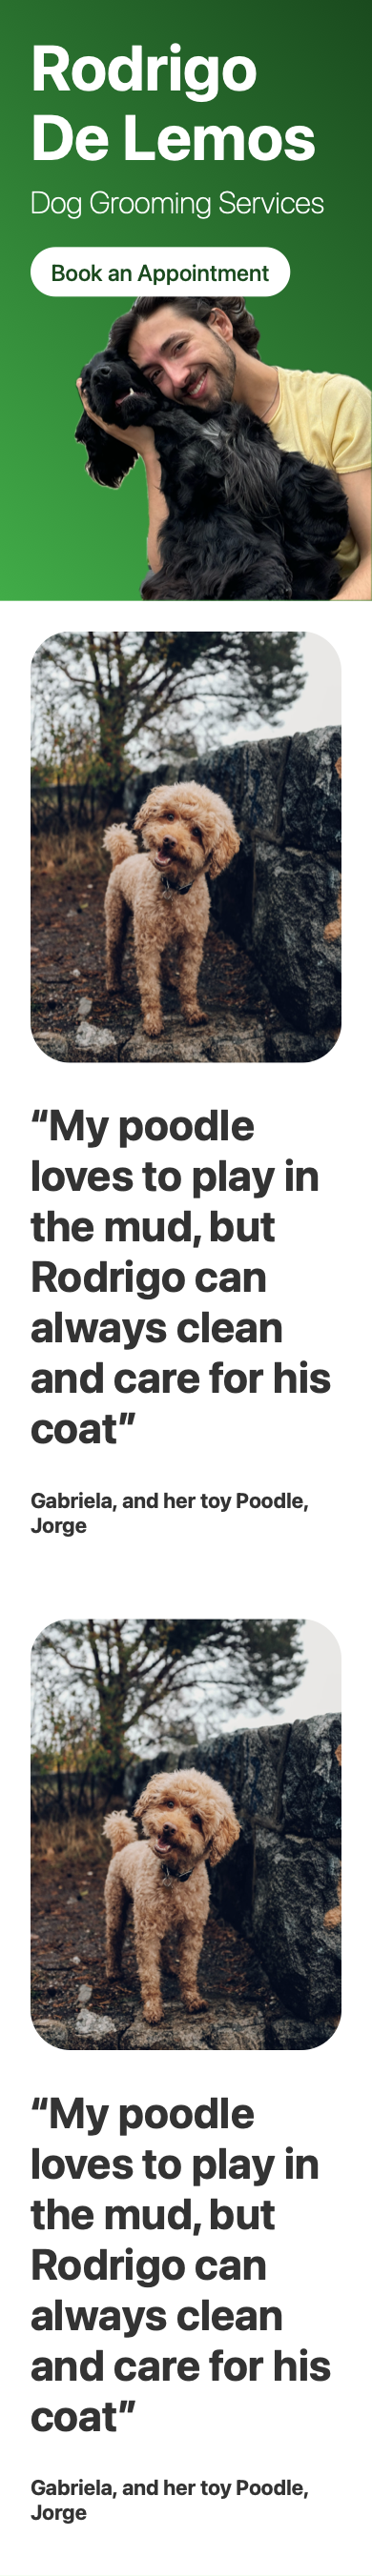 Rodrigo
De Lemos
Dog Grooming Services
Book an Appointment
“My poodle
loves to play in
the mud, but
Rodrigo can
always clean
and care for his
coat”
Gabriela, and her toy Poodle,
Jorge
“My poodle
loves to play in
the mud, but
Rodrigo can
always clean
and care for his
coat”
Gabriela, and her toy Poodle,
Jorge